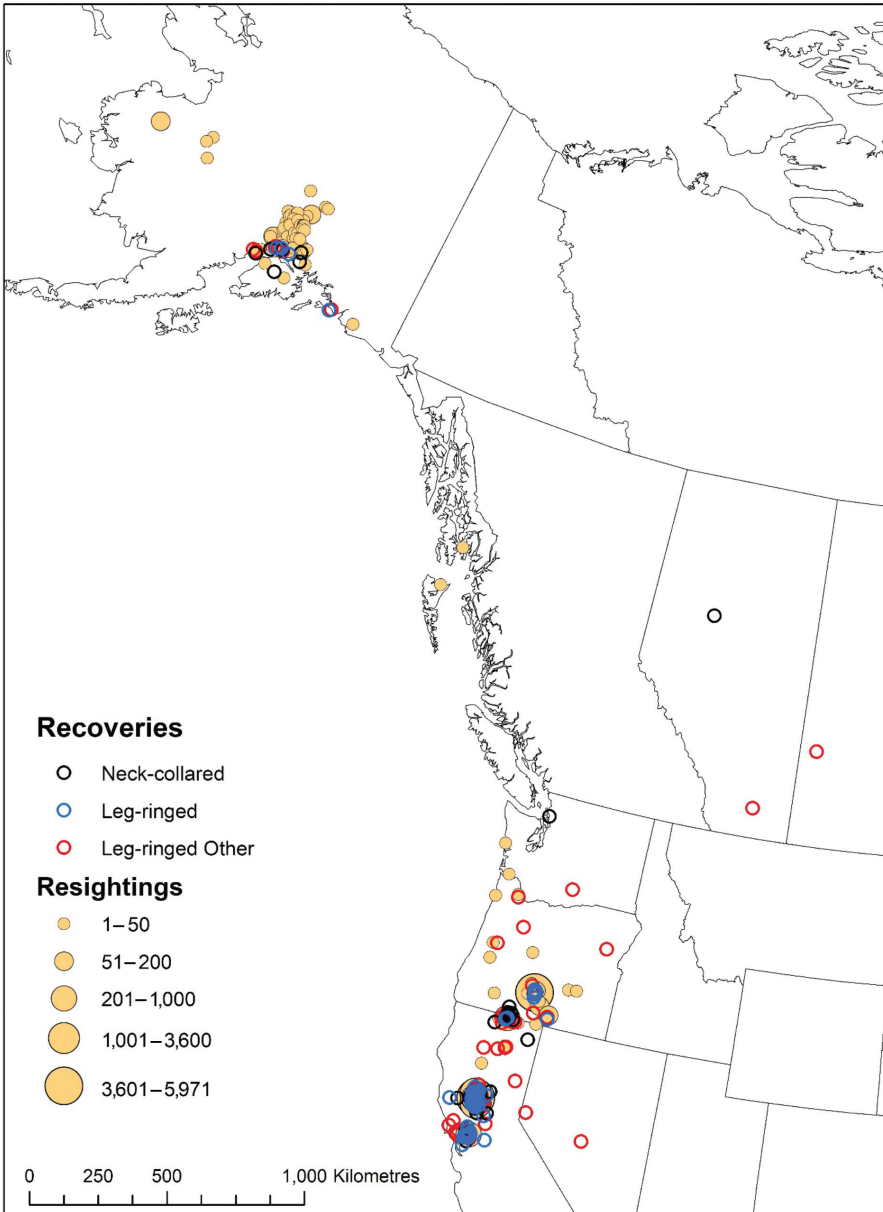 Recoveries
Neck-collared
Leg-ringed
Leg-ringed Other
Resightings
1–50
51–200
201–1,000
1,001–3,600
3,601–5,971
0 250 500 1,000 Kilometres